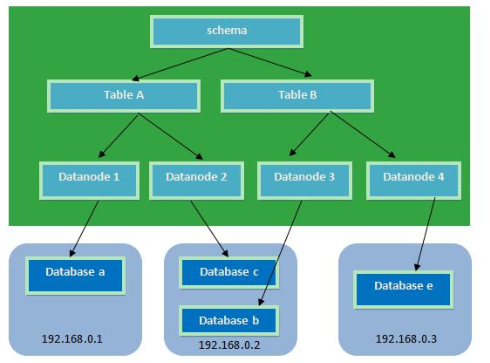 schema
Table A
Table B
Datanode 1
Datanode 2
Datanode 3
Datanode 4
Database a
Database c
Database b
Database e
192.168.0.1
192.168.0.2
192.168.0.3